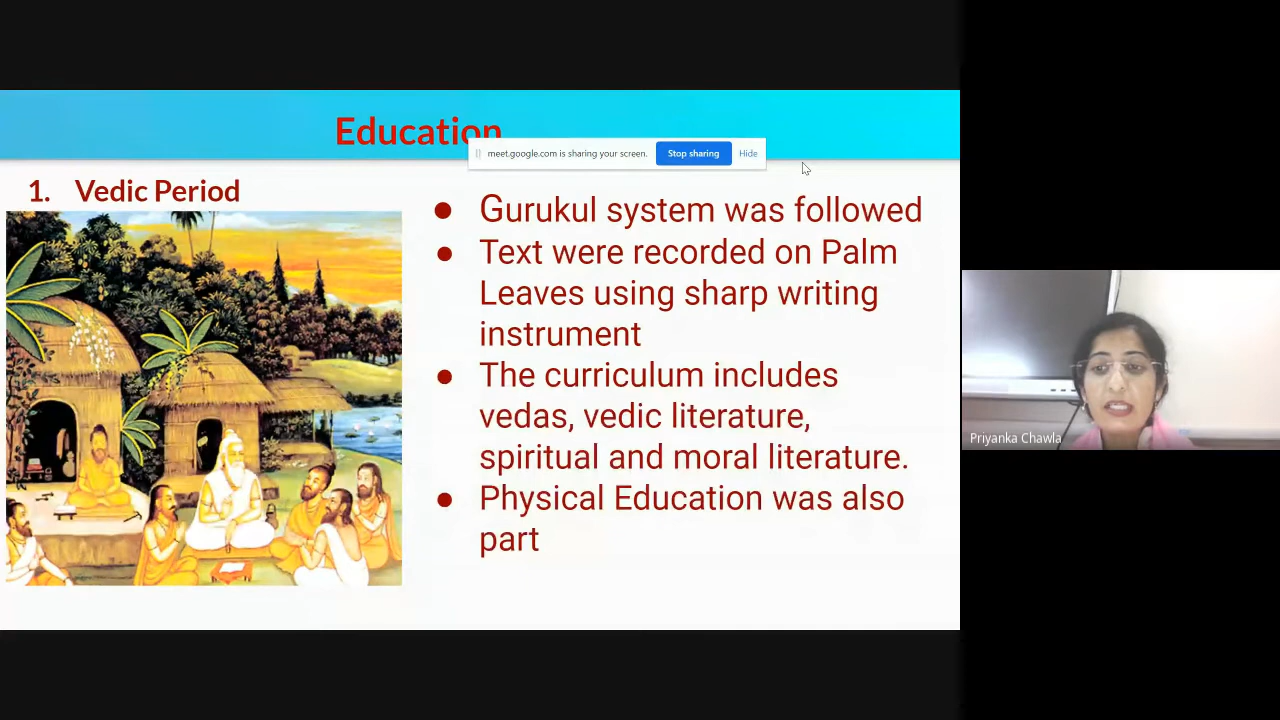 Education
meet.google.com is sharing your screen.
Stop sharing
Hide
1. Vedic Period
● Gurukul system was followed
● Text were recorded on Palm
Leaves using sharp writing
instrument
● The curriculum includes
vedas, vedic literature,
spiritual and moral literature.
● Physical Education was also
part
Priyanka Chawla